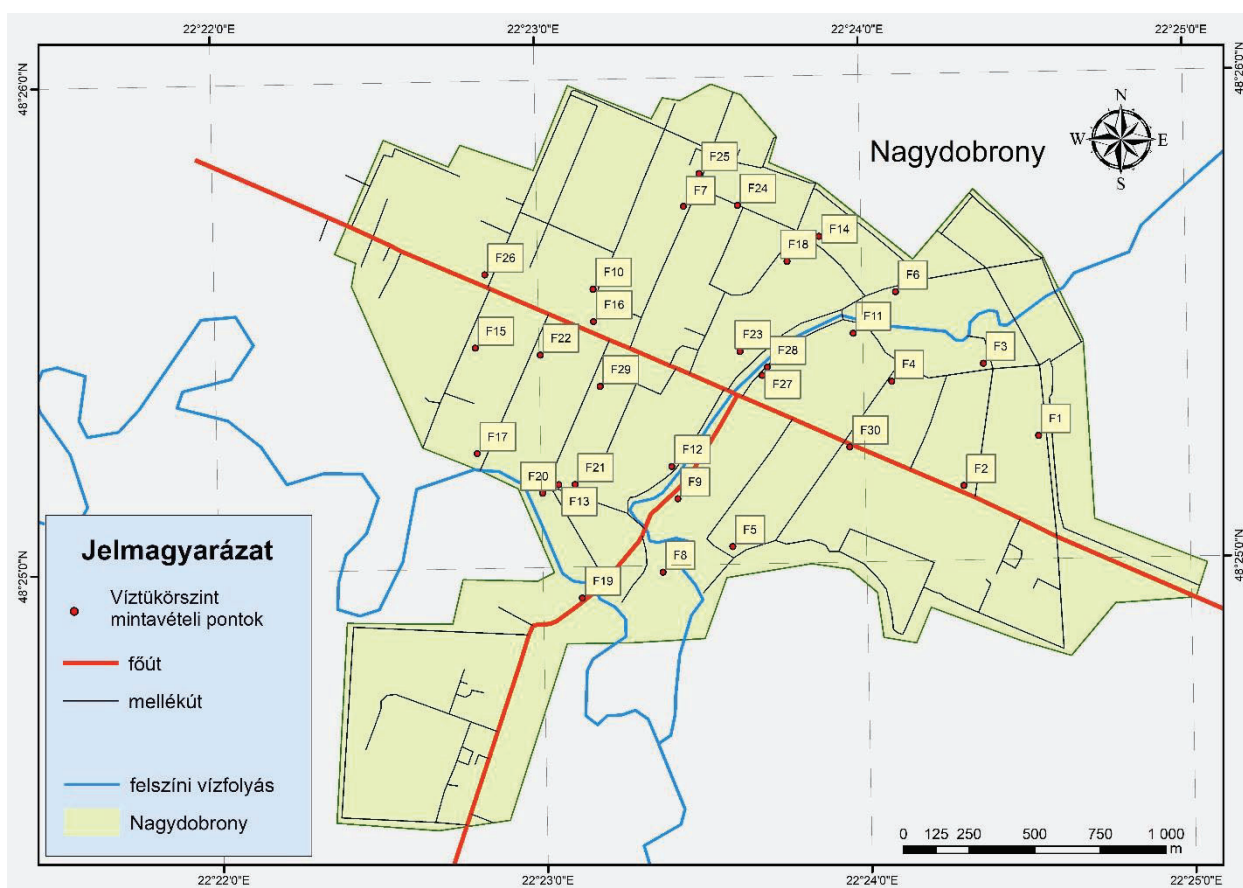 22°22'0"E 22°23'0"E 22°24'0"E 22°25'0"E
48°26'0"N
48°26'0"N
Nagydobrony
N
W E
S
F25
F7
F24
F14
F18
F26
F10
F6
F16
F11
F15
F22
F23
F28
F3
F4
F29
F27
F1
F30
F17
F12
F2
F20
F21
F9
F13
F5
F8
F19
48°25'0"N
48°25'0"N
Jelmagyarázat
Víztükörszint
mintavételi pontok
főút
mellékút
felszíni vízfolyás
Nagydobrony
0 125 250 500 750 1 000
m
22°22'0"E 22°23'0"E 22°24'0"E 22°25'0"E